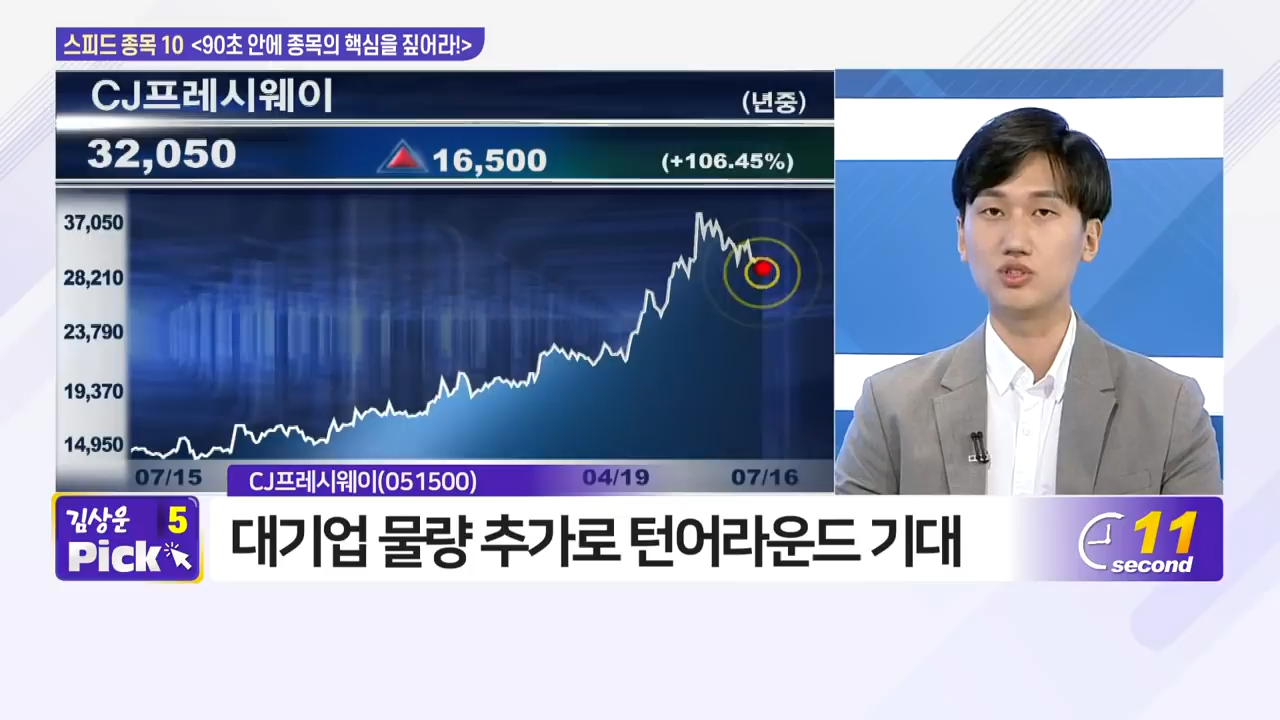 스피드 종목 10 <90초 안에 종목의 핵심을 짚어라!>
CJ프레시웨이 (년중)
32,050 16,500 (+106.45%)
37,050
28,210
23,790
19,370
14,950
07/15 04/19 07/16
CJ프레시웨이(051500)
김상운 5
Pick
대기업 물량 추가로 턴어라운드 기대
11
second